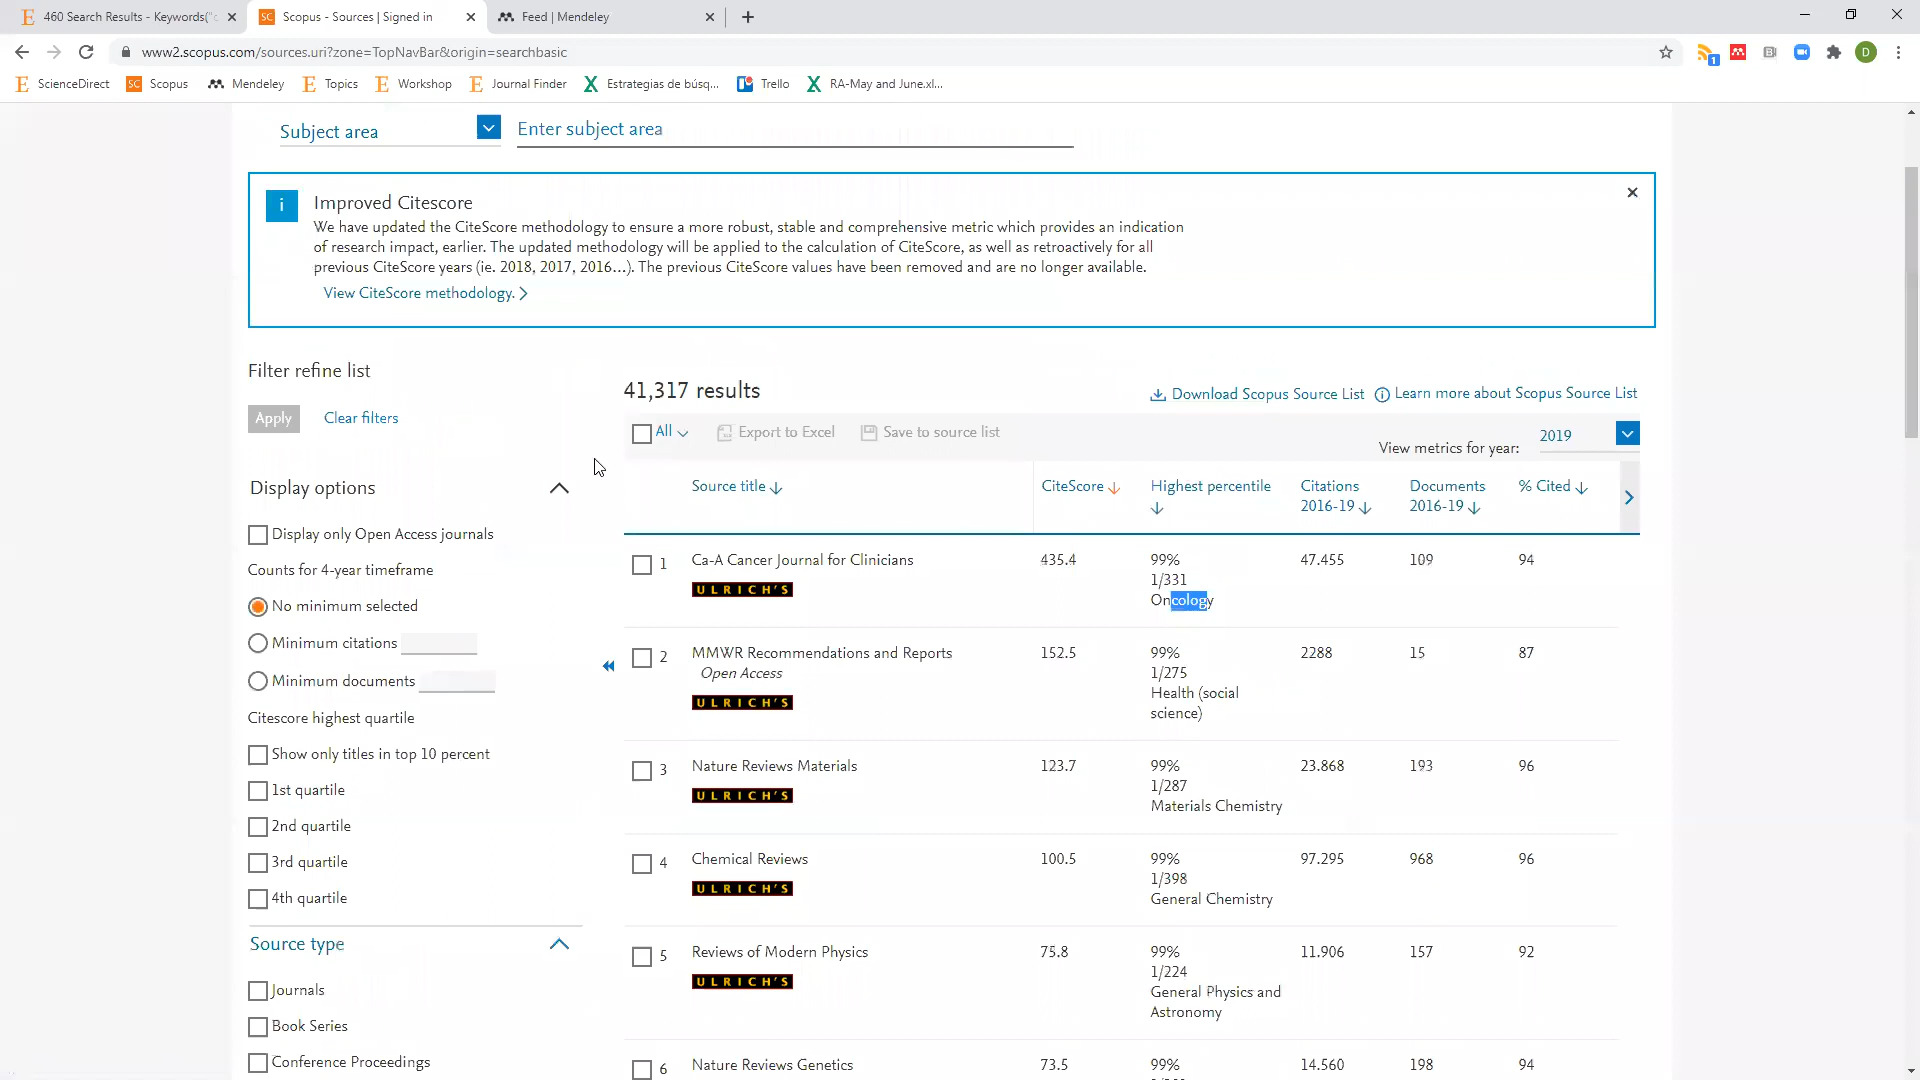 460 Search Results - Keywords("c
Scopus - Sources | Signed in
Feed | Mendeley
www2.scopus.com/sources.uri?zone=TopNavBar&origin=searchbasic
1
D
ScienceDirect
Scopus
Mendeley
Topics
Workshop
Journal Finder
Estrategias de búsq...
Trello
RA-May and June.xl...
Subject area
Enter subject area
Improved Citescore
We have updated the CiteScore methodology to ensure a more robust, stable and comprehensive metric which provides an indication
of research impact, earlier. The updated methodology will be applied to the calculation of CiteScore, as well as retroactively for all
previous CiteScore years (ie. 2018, 2017, 2016...). The previous CiteScore values have been removed and are no longer available.
View CiteScore methodology.
Filter refine list
Apply
Clear filters
Display options
Display only Open Access journals
Counts for 4-year timeframe
No minimum selected
Minimum citations
Minimum documents
Citescore highest quartile
Show only titles in top 10 percent
1st quartile
2nd quartile
3rd quartile
4th quartile
Source type
Journals
Book Series
Conference Proceedings
41,317 results
Download Scopus Source List
Learn more about Scopus Source List
All
Export to Excel
Save to source list
View metrics for year:
2019
Source title
CiteScore
Highest percentile
Citations
2016-19
Documents
2016-19
% Cited
1
Ca-A Cancer Journal for Clinicians
ULRICH'S
435.4
99%
1/331
Oncology
47.455
109
94
2
MMWR Recommendations and Reports
Open Access
ULRICH'S
152.5
99%
1/275
Health (social
science)
2288
15
87
3
Nature Reviews Materials
ULRICH'S
123.7
99%
1/287
Materials Chemistry
23.868
193
96
4
Chemical Reviews
ULRICH'S
100.5
99%
1/398
General Chemistry
97.295
968
96
5
Reviews of Modern Physics
ULRICH'S
75.8
99%
1/224
General Physics and
Astronomy
11.906
157
92
6
Nature Reviews Genetics
73.5
99%
14.560
198
94